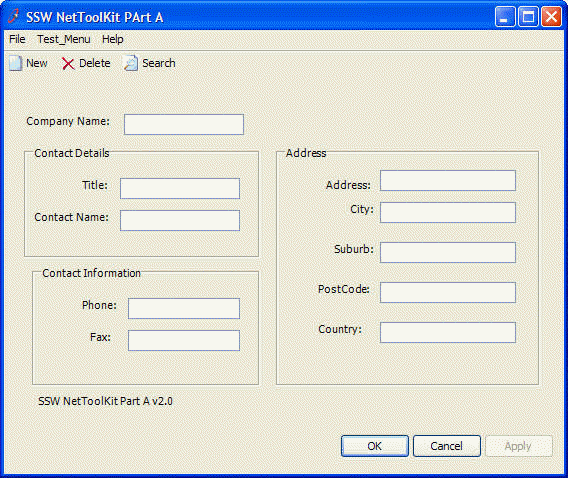 SSW NetToolKit PArt A
File Test_Menu Help
New Delete Search
Company Name:
Contact Details
Title:
Contact Name:
Contact Information
Phone:
Fax:
Address
Address:
City:
Suburb:
PostCode:
Country:
SSW NetToolKit Part A v2.0
OK Cancel Apply